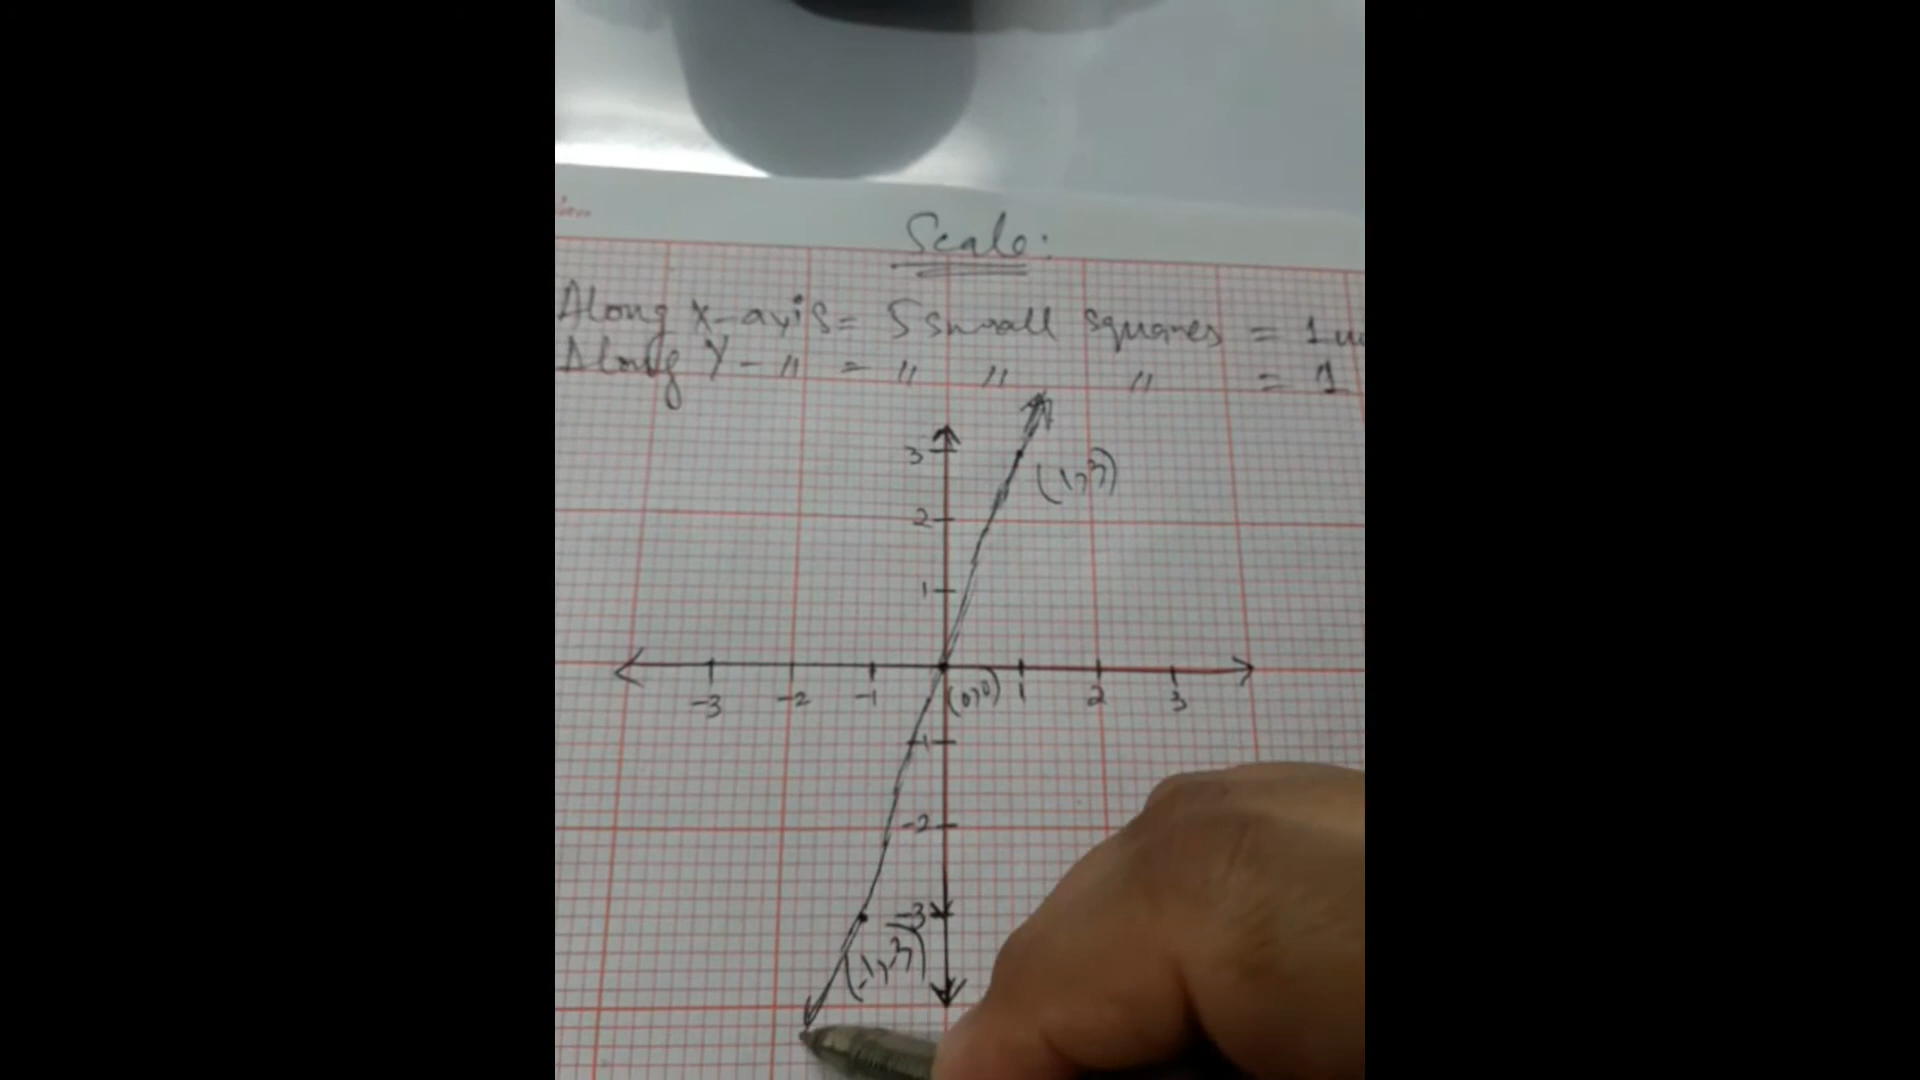 Scale:
Along X-axis = 5 small squares = 1
Along Y- " = " " " = 1
3
(1,3)
2
1
-3 -2 -1 (0,0) 1 2 3
-1
-2
-3
(-1,-3)